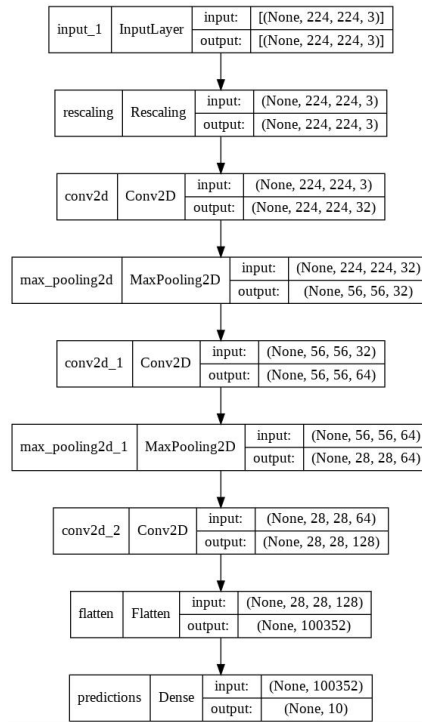 input_1 InputLayer input: [(None, 224, 224, 3)]
output: [(None, 224, 224, 3)]
rescaling Rescaling input: (None, 224, 224, 3)
output: (None, 224, 224, 3)
conv2d Conv2D input: (None, 224, 224, 3)
output: (None, 224, 224, 32)
max_pooling2d MaxPooling2D input: (None, 224, 224, 32)
output: (None, 56, 56, 32)
conv2d_1 Conv2D input: (None, 56, 56, 32)
output: (None, 56, 56, 64)
max_pooling2d_1 MaxPooling2D input: (None, 56, 56, 64)
output: (None, 28, 28, 64)
conv2d_2 Conv2D input: (None, 28, 28, 64)
output: (None, 28, 28, 128)
flatten Flatten input: (None, 28, 28, 128)
output: (None, 100352)
predictions Dense input: (None, 100352)
output: (None, 10)